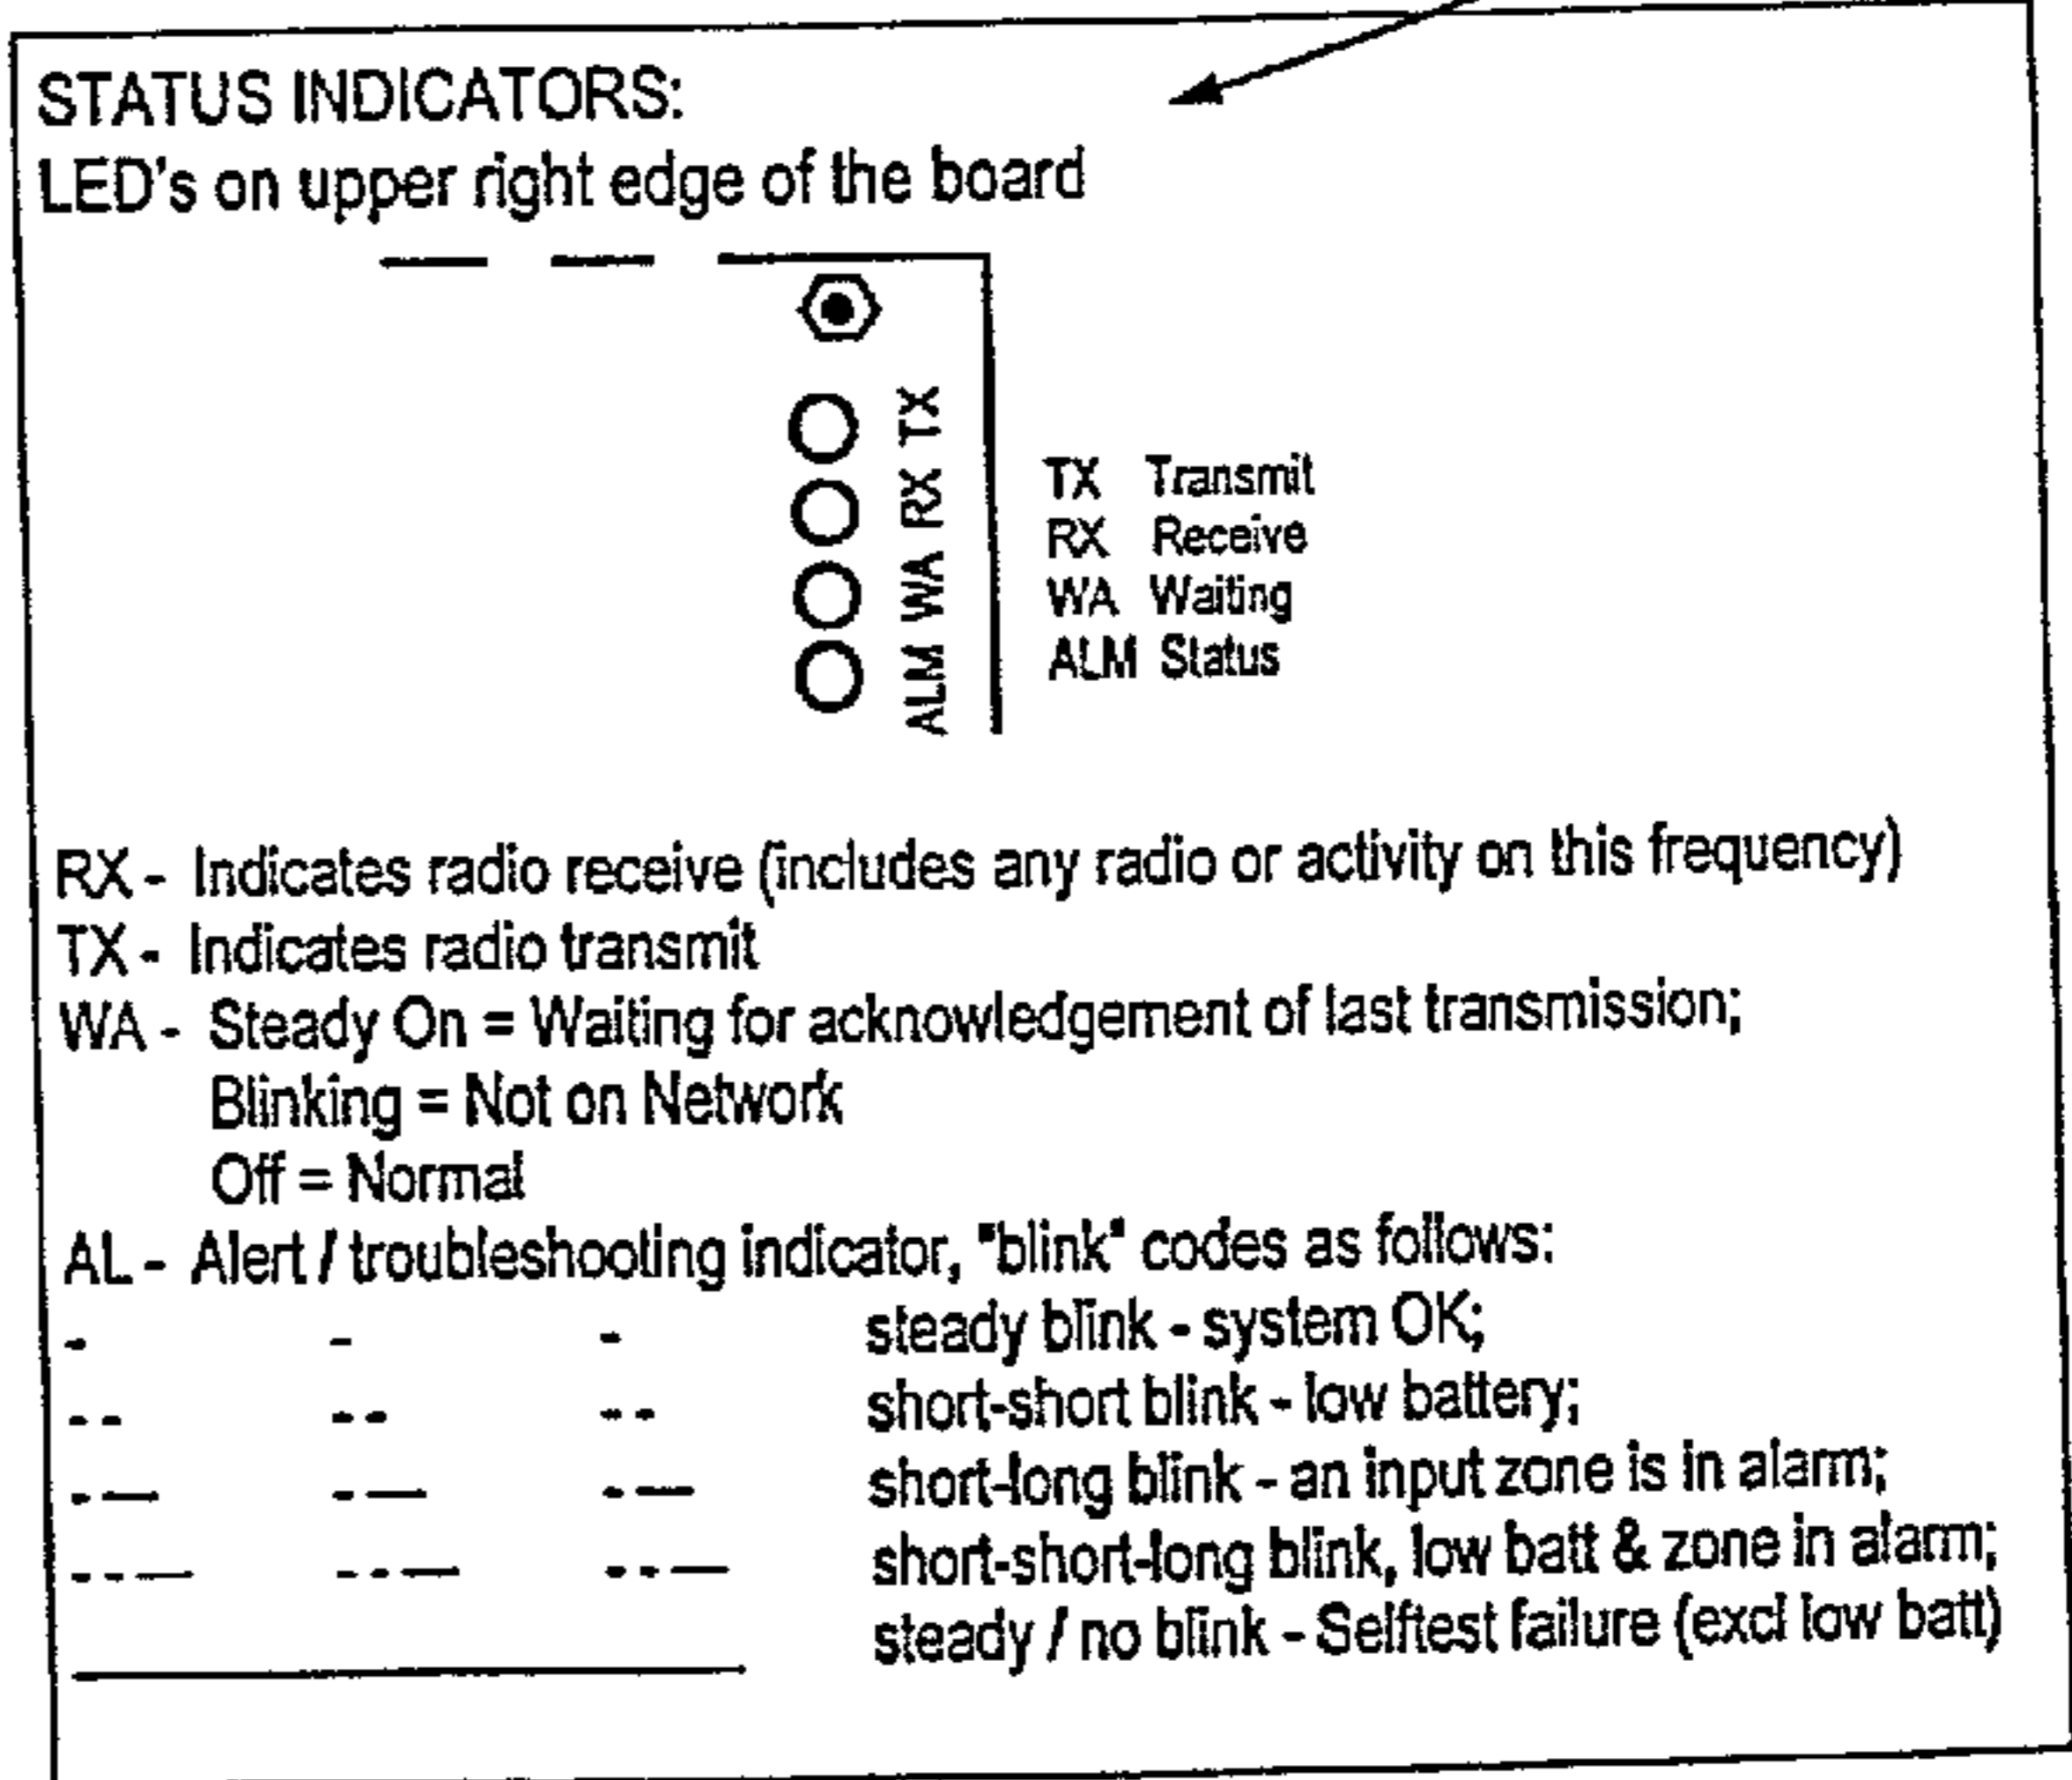 STATUS INDICATORS:
LED's on upper right edge of the board
TX
RX
WA
ALM
TX Transmit
RX Receive
WA Waiting
ALM Status
RX - Indicates radio receive (includes any radio or activity on this frequency)
TX - Indicates radio transmit
WA - Steady On = Waiting for acknowledgement of last transmission;
Blinking = Not on Network
Off = Normal
AL - Alert / troubleshooting indicator, "blink" codes as follows:
steady blink - system OK;
short-short blink - low battery;
short-long blink - an input zone is in alarm;
short-short-long blink, low batt & zone in alarm;
steady / no blink - Selftest failure (excl low batt)